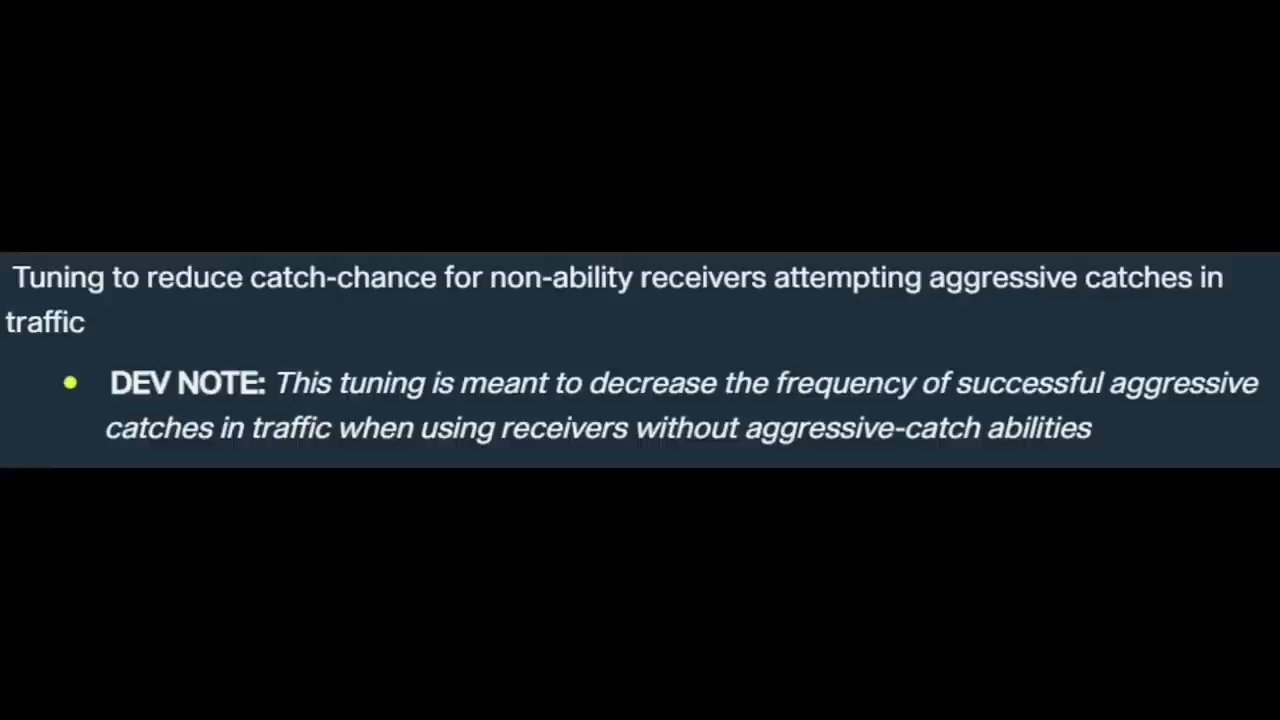 Tuning to reduce catch-chance for non-ability receivers attempting aggressive catches in
traffic
DEV NOTE: This tuning is meant to decrease the frequency of successful aggressive
catches in traffic when using receivers without aggressive-catch abilities